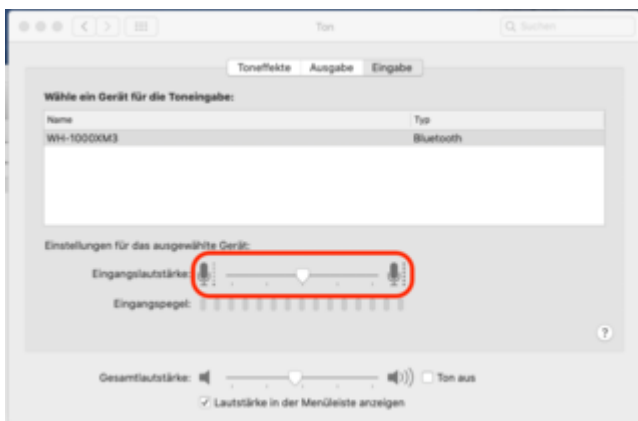 Ton
Suchen
Toneffekte Ausgabe Eingabe
Wähle ein Gerät für die Toneingabe:
Name Typ
WH-1000XM3 Bluetooth
Einstellungen für das ausgewählte Gerät:
Eingangslautstärke:
Eingangspegel:
?
Gesamtlautstärke: Ton aus
Lautstärke in der Menüleiste anzeigen